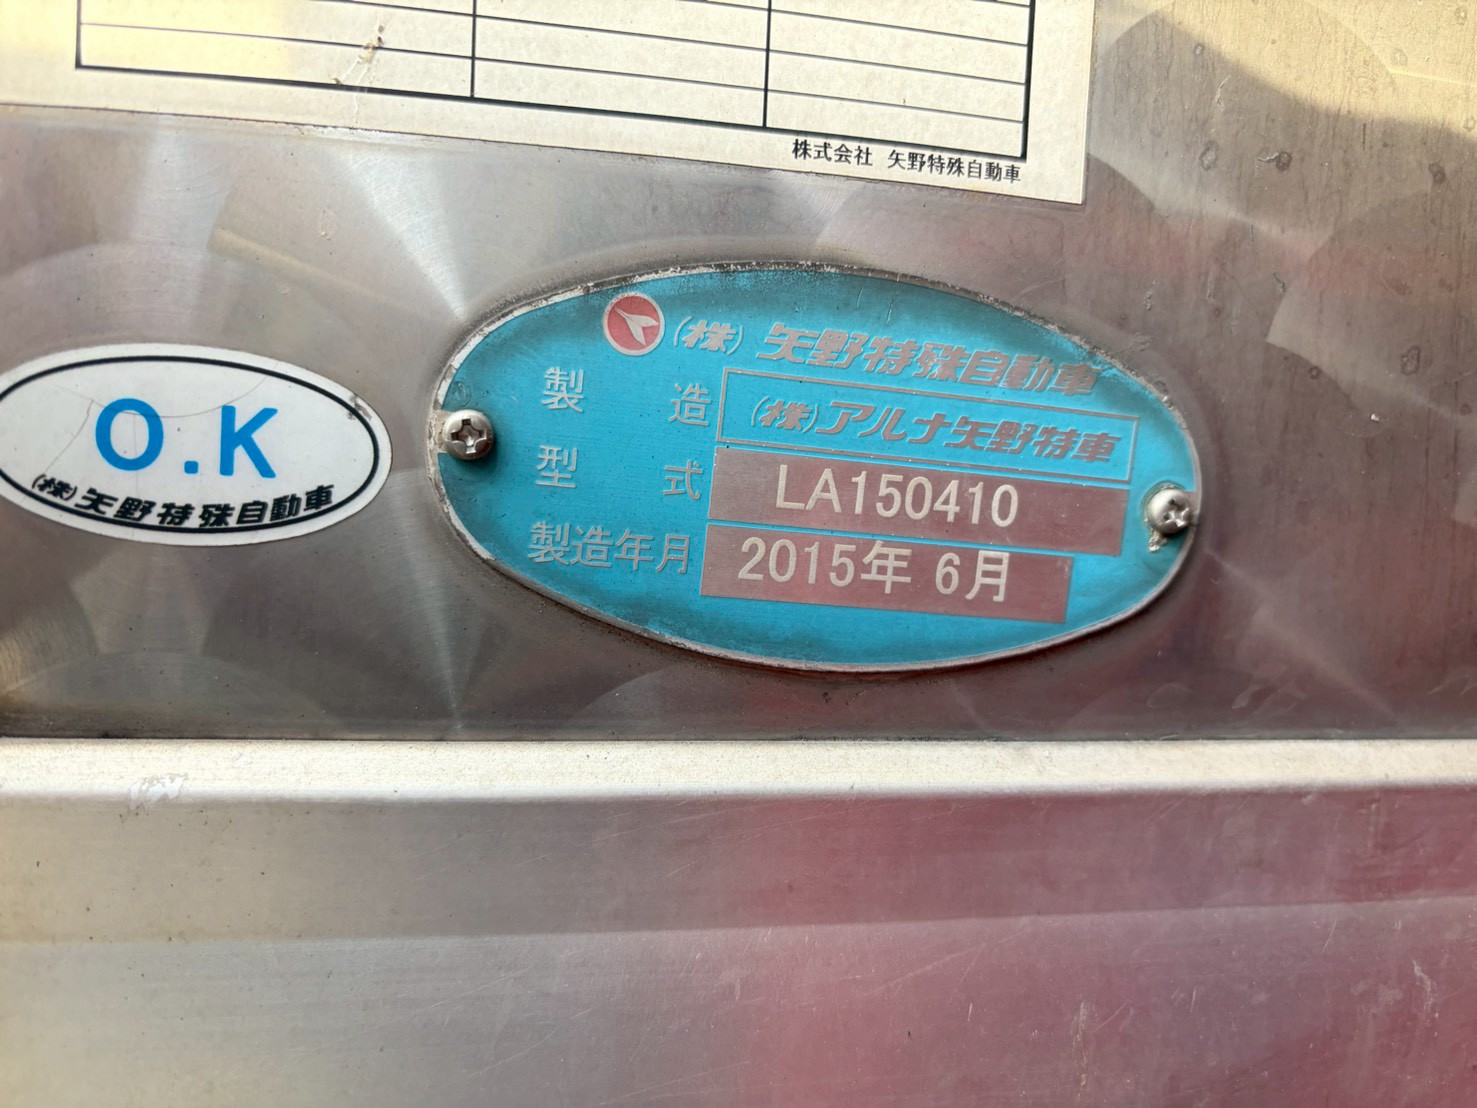 株式会社 矢野特殊自動車
(株) 矢野特殊自動車
製造 (株)アルナ矢野特車
型式 LA150410
製造年月 2015年 6月
O.K
(株)矢野特殊自動車